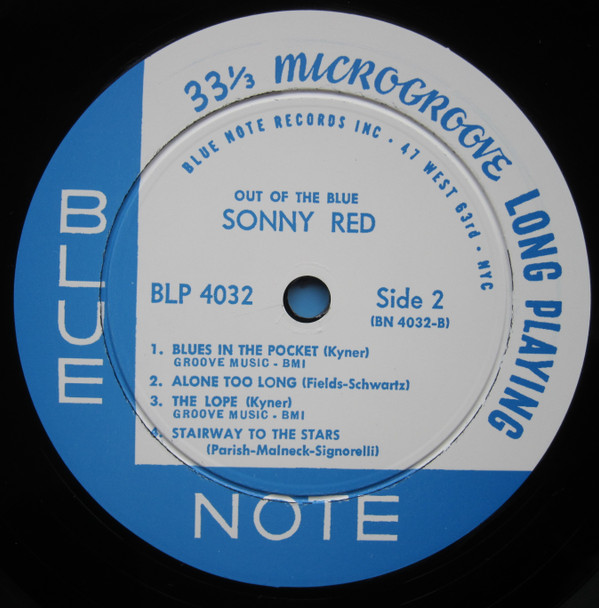 33⅓ MICROGROOVE LONG PLAYING
BLUE NOTE RECORDS INC • 47 WEST 63rd • NYC
OUT OF THE BLUE
SONNY RED
BLP 4032
Side 2
(BN 4032-B)
1. BLUES IN THE POCKET (Kyner)
GROOVE MUSIC - BMI
2. ALONE TOO LONG (Fields-Schwartz)
3. THE LOPE (Kyner)
GROOVE MUSIC - BMI
4. STAIRWAY TO THE STARS
(Parish-Malneck-Signorelli)
BLUE
NOTE